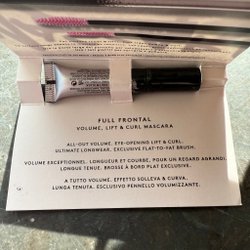 FULL FRONTAL
VOLUME, LIFT & CURL MASCARA
ALL-OUT VOLUME. EYE-OPENING LIFT & CURL.
ULTIMATE LONGWEAR. EXCLUSIVE FLAT-TO-FAT BRUSH.
VOLUME EXCEPTIONNEL. LONGUEUR ET COURBE, POUR UN REGARD AGRANDI.
LONGUE TENUE. BROSSE À BORD PLAT EXCLUSIVE.
A TUTTO VOLUME. EFFETTO SOLLEVA & CURVA.
LUNGA TENUTA. ESCLUSIVO PENNELLO VOLUMIZZANTE.